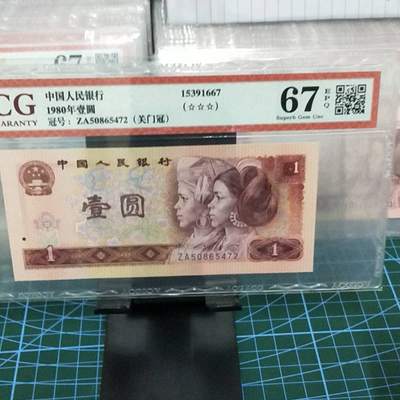 67
CG
ARANTY
中国人民银行
1980年壹圆
冠号：ZA50865472（关门冠）
15391667
(☆☆☆)
67 EPQ
Superb Gem Unc
中国人民银行
1
壹圆
1
1
ZA50865472